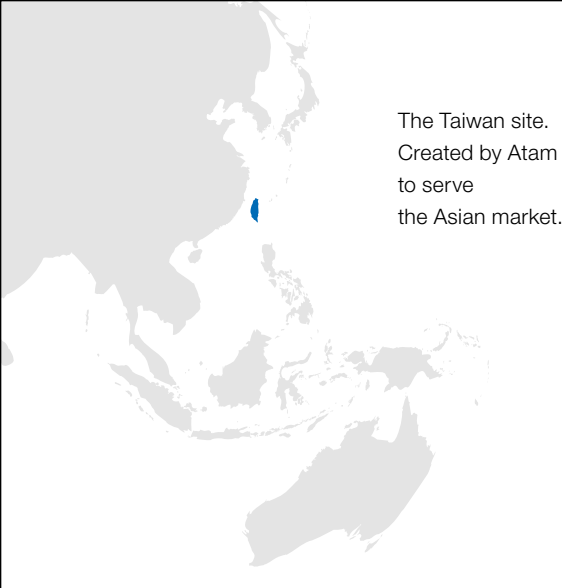 The Taiwan site.
Created by Atam
to serve
the Asian market.